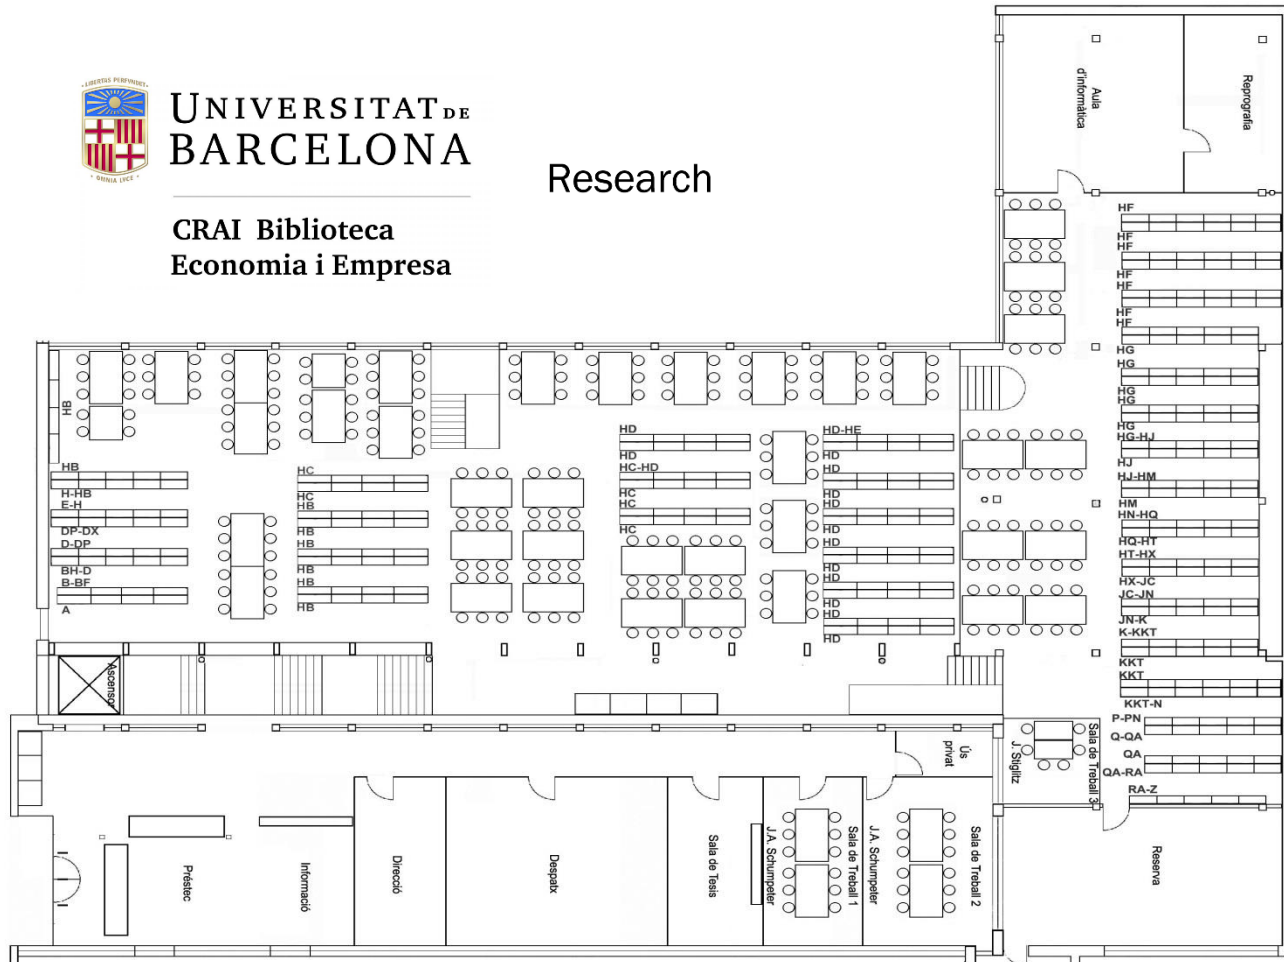 · LIBERTAS PERFVNDET ·
· OMNIA LVCE ·
UNIVERSITAT DE
BARCELONA
CRAI Biblioteca
Economia i Empresa
Research
Aula
d'informàtica
Reprografia
HF
HF
HF
HF
HF
HF
HF
HG
HG
HG
HG
HG
HG-HJ
HJ
HJ-HM
HM
HN-HQ
HQ-HT
HT-HX
HX-JC
JC-JN
JN-K
K-KKT
KKT
KKT
KKT-N
P-PN
Q-QA
QA
QA-RA
RA-Z
HB
HB
H-HB
E-H
DP-DX
D-DP
BH-D
B-BF
A
HC
HC
HB
HB
HB
HB
HB
HB
HD
HD
HC-HD
HC
HC
HC
HD-HE
HD
HD
HD
HD
HD
HD
HD
HD
HD
HD
HD
Ascensor
Préstec
Informació
Direcció
Despatx
Sala de Tesis
J.A. Schumpeter
Sala de Treball 1
J.A. Schumpeter
Sala de Treball 2
Ús
privat
J. Stiglitz
Sala de Treball 3
Reserva